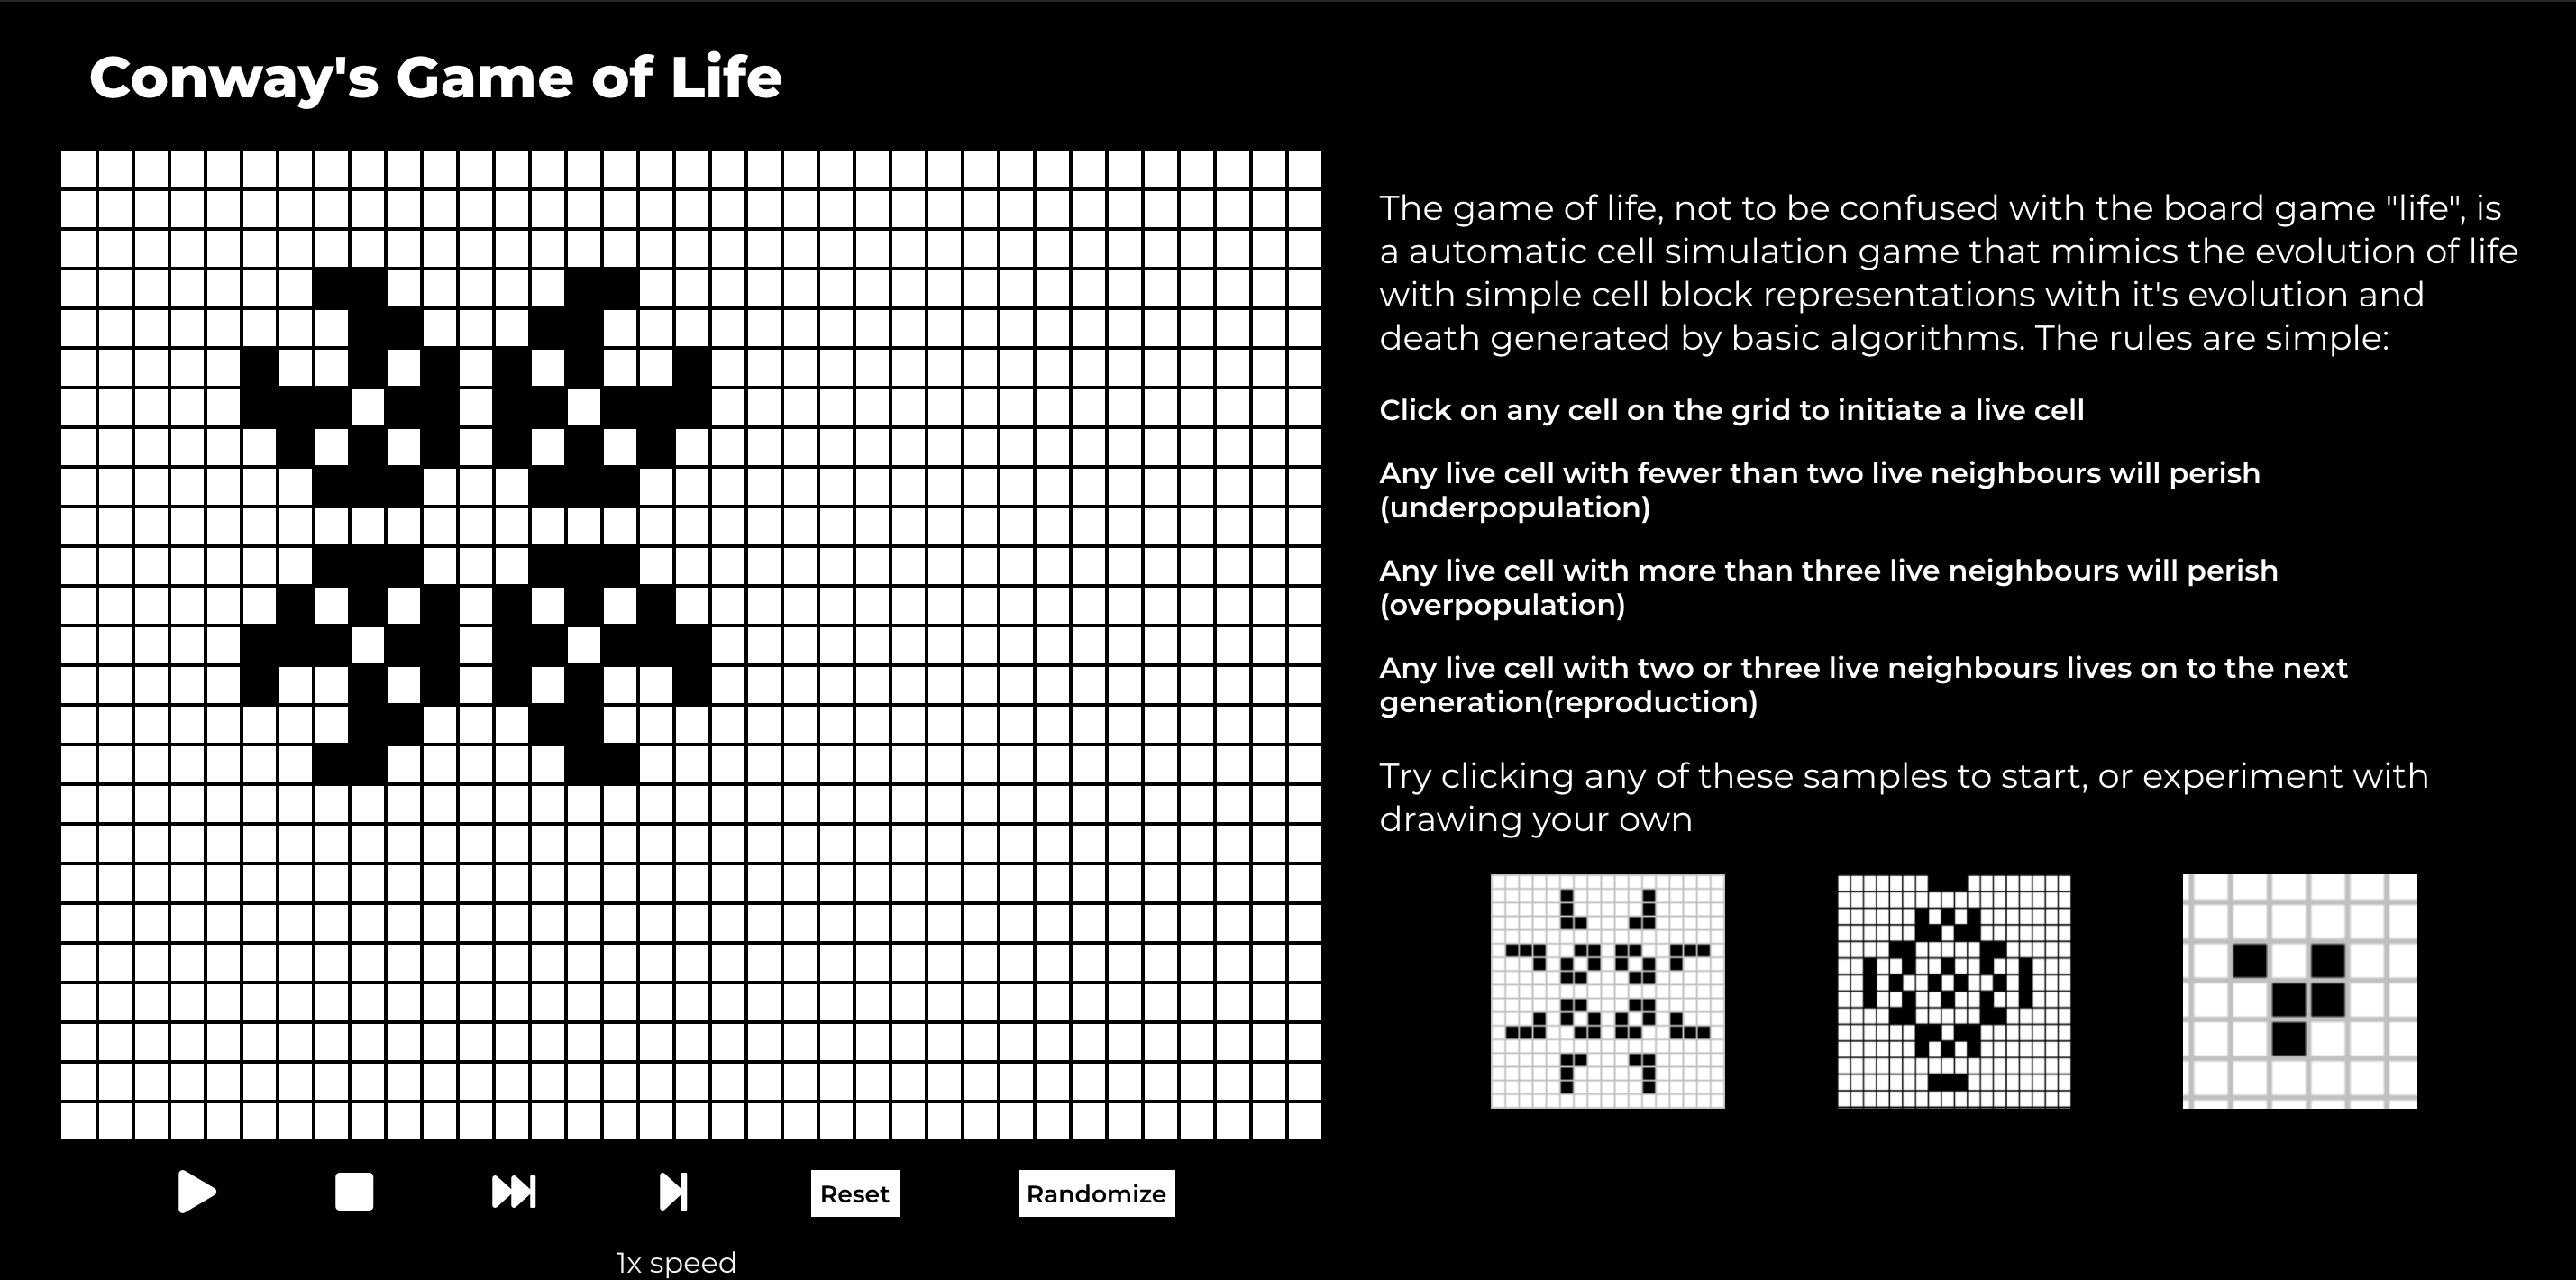 Conway's Game of Life
The game of life, not to be confused with the board game "life", is
a automatic cell simulation game that mimics the evolution of life
with simple cell block representations with it's evolution and
death generated by basic algorithms. The rules are simple:
Click on any cell on the grid to initiate a live cell
Any live cell with fewer than two live neighbours will perish
(underpopulation)
Any live cell with more than three live neighbours will perish
(overpopulation)
Any live cell with two or three live neighbours lives on to the next
generation(reproduction)
Try clicking any of these samples to start, or experiment with
drawing your own
Reset
Randomize
1x speed